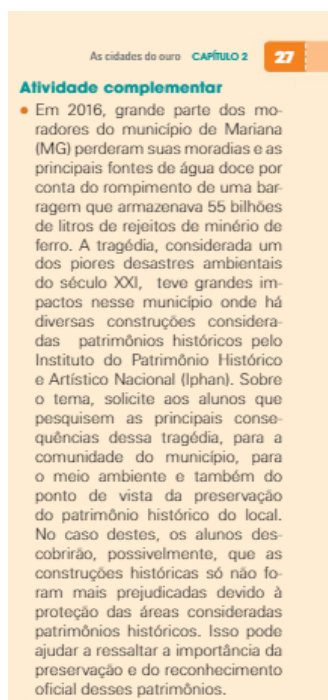 As cidades do ouro CAPÍTULO 2 27
Atividade complementar
• Em 2016, grande parte dos mo-
radores do município de Mariana
(MG) perderam suas moradias e as
principais fontes de água doce por
conta do rompimento de uma bar-
ragem que armazenava 55 bilhões
de litros de rejeitos de minério de
ferro. A tragédia, considerada um
dos piores desastres ambientais
do século XXI, teve grandes im-
pactos nesse município onde há
diversas construções considera-
das patrimônios históricos pelo
Instituto do Patrimônio Histórico
e Artístico Nacional (Iphan). Sobre
o tema, solicite aos alunos que
pesquisem as principais conse-
quências dessa tragédia, para a
comunidade do município, para
o meio ambiente e também do
ponto de vista da preservação
do patrimônio histórico do local.
No caso destes, os alunos des-
cobrirão, possivelmente, que as
construções históricas só não fo-
ram mais prejudicadas devido à
proteção das áreas consideradas
patrimônios históricos. Isso pode
ajudar a ressaltar a importância da
preservação e do reconhecimento
oficial desses patrimônios.